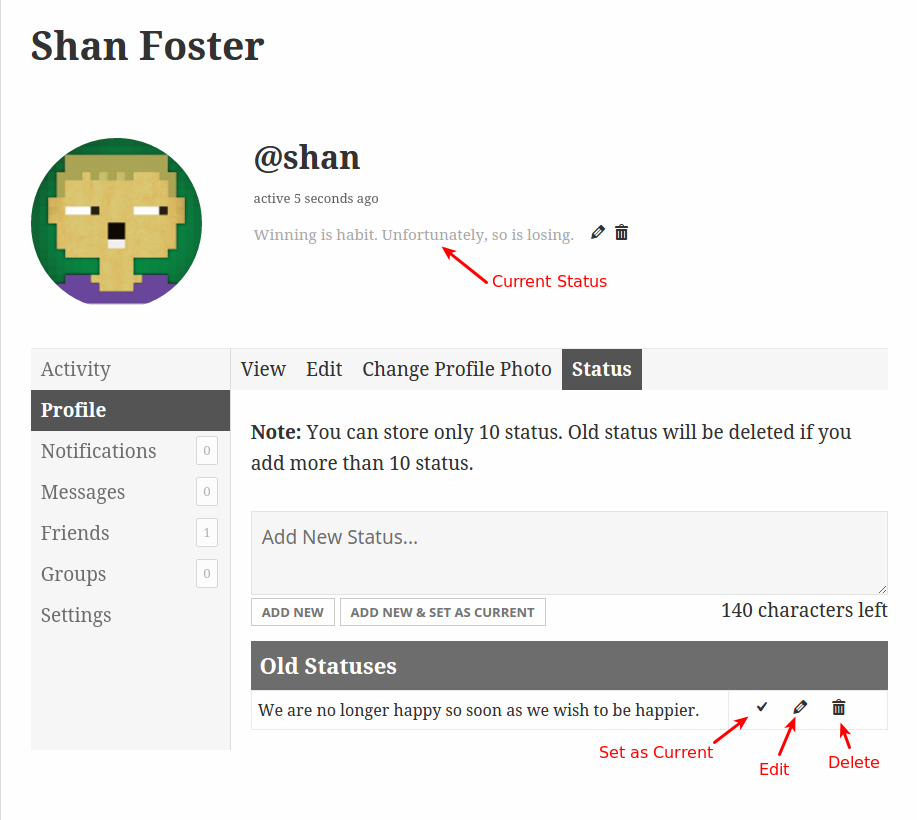 Shan Foster
@shan
active 5 seconds ago
Winning is habit. Unfortunately, so is losing.
Current Status
Activity
Profile
Notifications 0
Messages 0
Friends 1
Groups 0
Settings
View Edit Change Profile Photo Status
Note: You can store only 10 status. Old status will be deleted if you
add more than 10 status.
Add New Status...
ADD NEW ADD NEW & SET AS CURRENT 140 characters left
Old Statuses
We are no longer happy so soon as we wish to be happier.
Set as Current
Edit
Delete